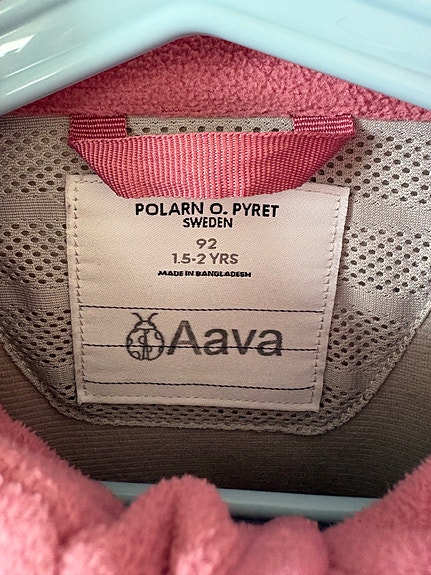 POLARN O. PYRET
SWEDEN
92
1.5-2 YRS
MADE IN BANGLADESH
Aava